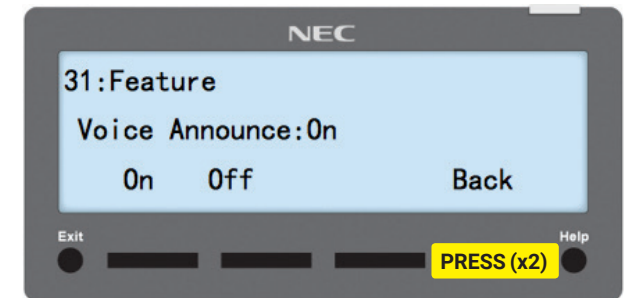 NEC
31:Feature
Voice Announce:On
On Off Back
Exit Help
PRESS (x2)